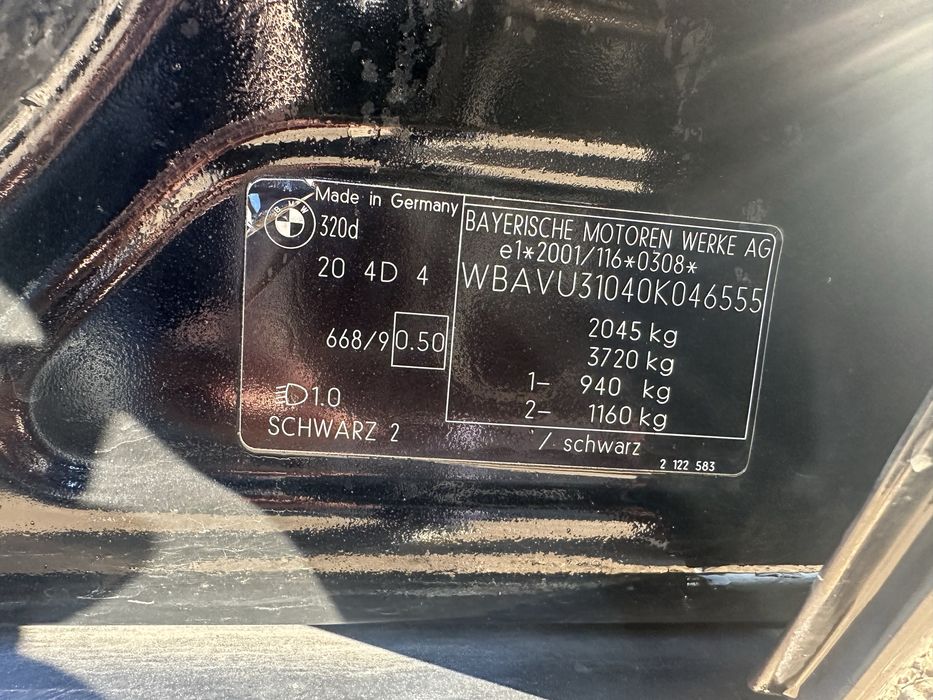 Made in Germany
BMW
320d
20 4D 4
668/9 0.50
1.0
SCHWARZ 2
BAYERISCHE MOTOREN WERKE AG
e1*2001/116*0308*
WBAVU31040K046555
2045 kg
3720 kg
1- 940 kg
2- 1160 kg
/ schwarz
2 122 583